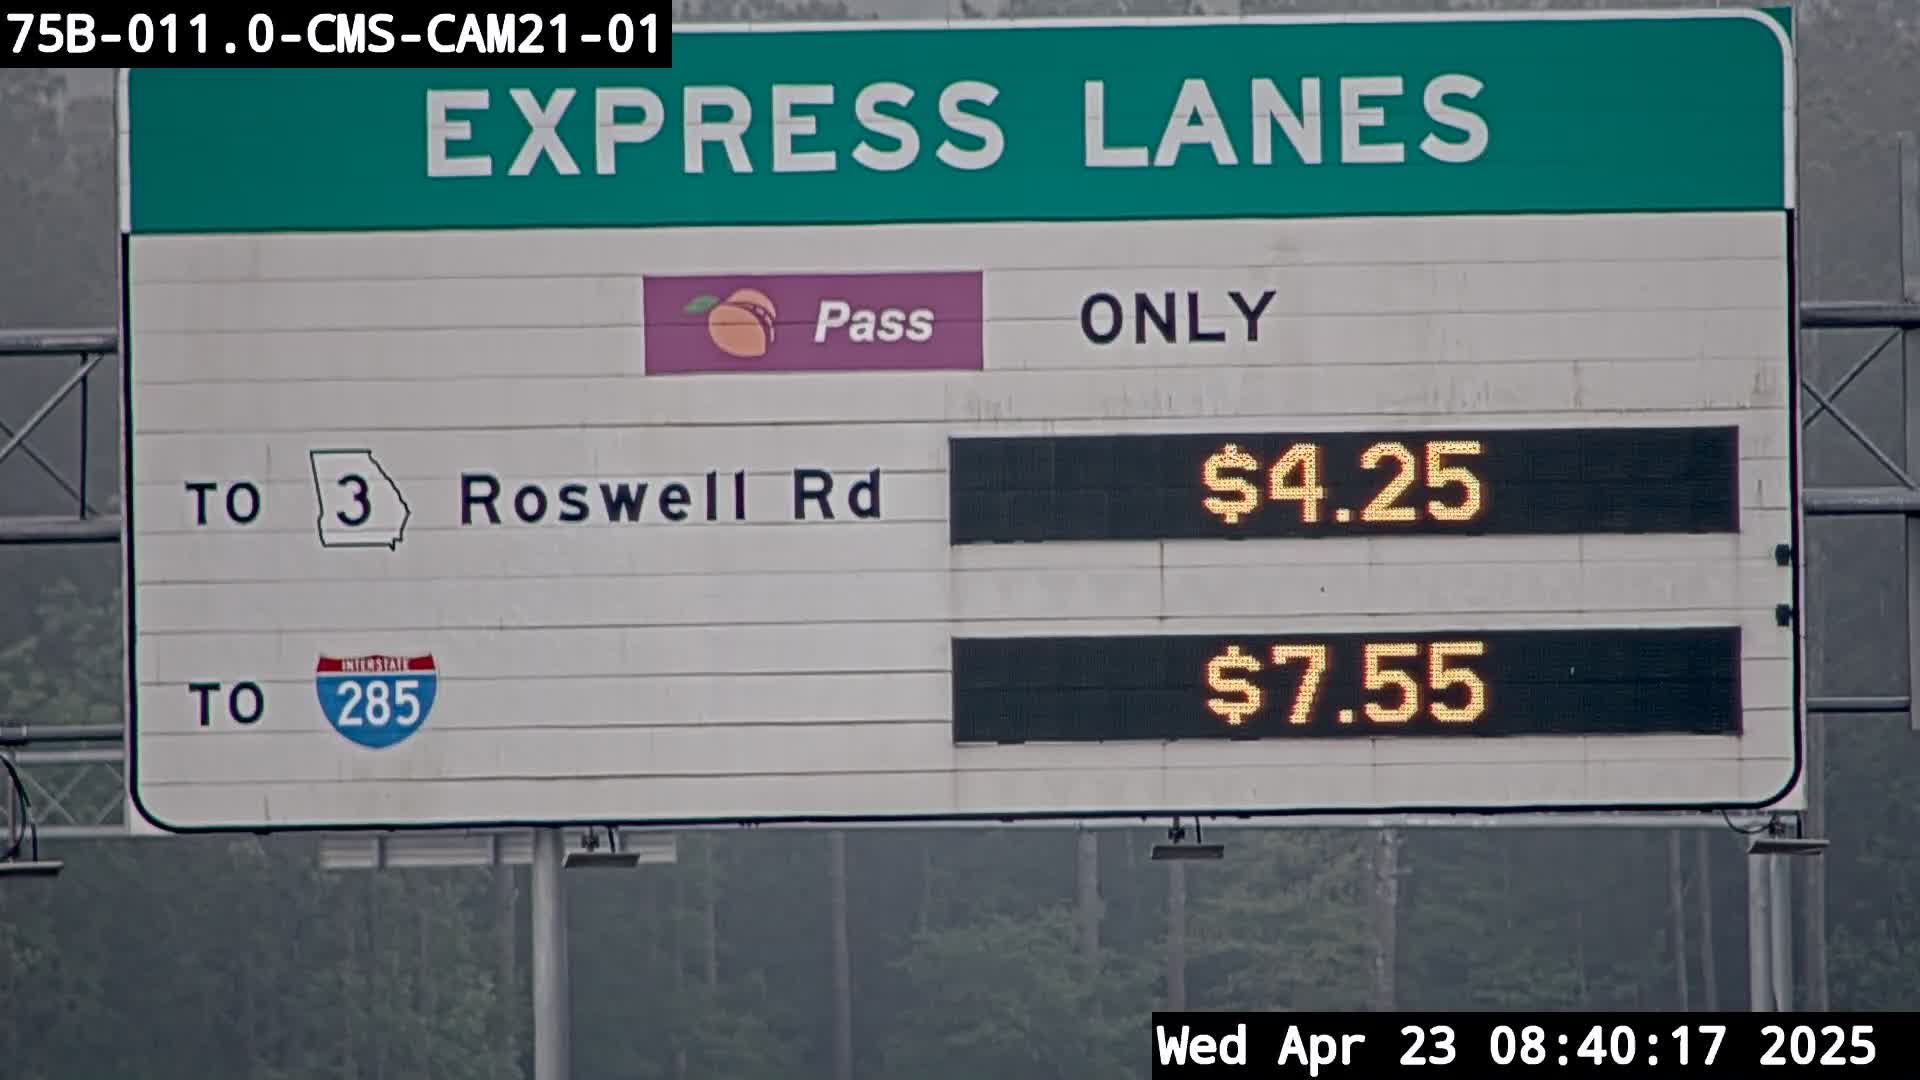 75B-011.0-CMS-CAM21-01
EXPRESS LANES
Pass ONLY
TO 3 Roswell Rd $4.25
TO INTERSTATE 285 $7.55
Wed Apr 23 08:40:17 2025